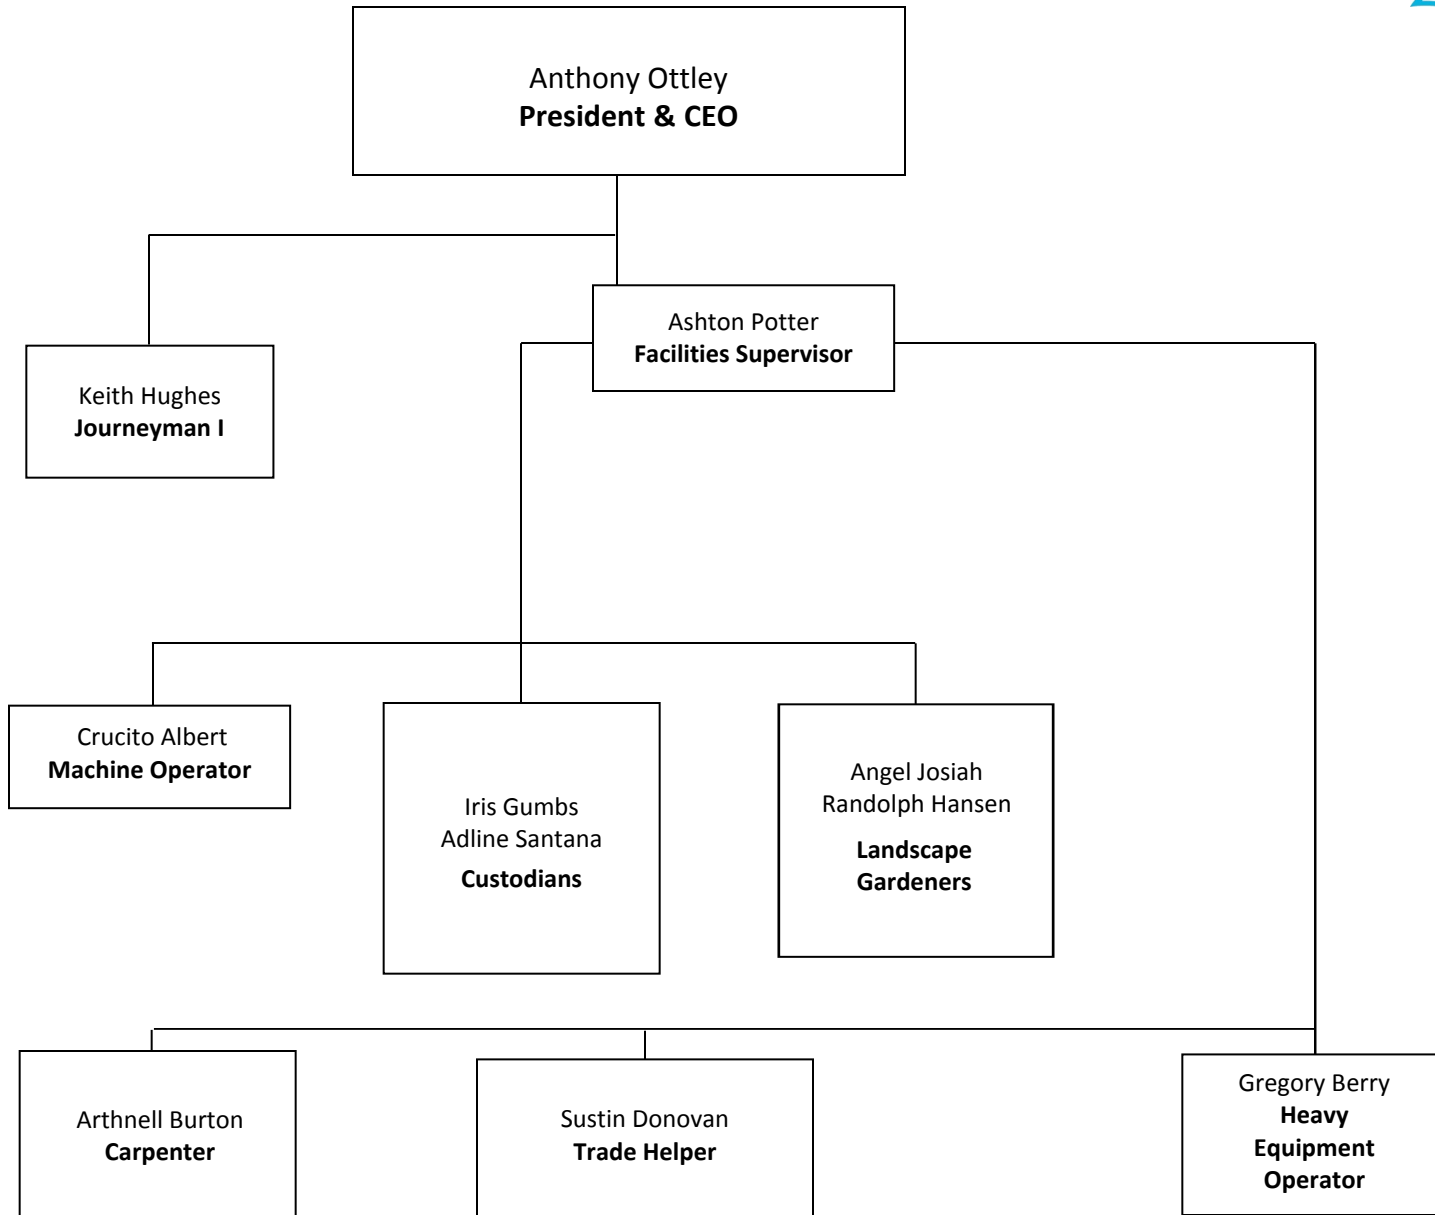 Anthony Ottley
President & CEO
Ashton Potter
Facilities Supervisor
Keith Hughes
Journeyman I
Crucito Albert
Machine Operator
Iris Gumbs
Adline Santana
Custodians
Angel Josiah
Randolph Hansen
Landscape
Gardeners
Arthnell Burton
Carpenter
Sustin Donovan
Trade Helper
Gregory Berry
Heavy
Equipment
Operator